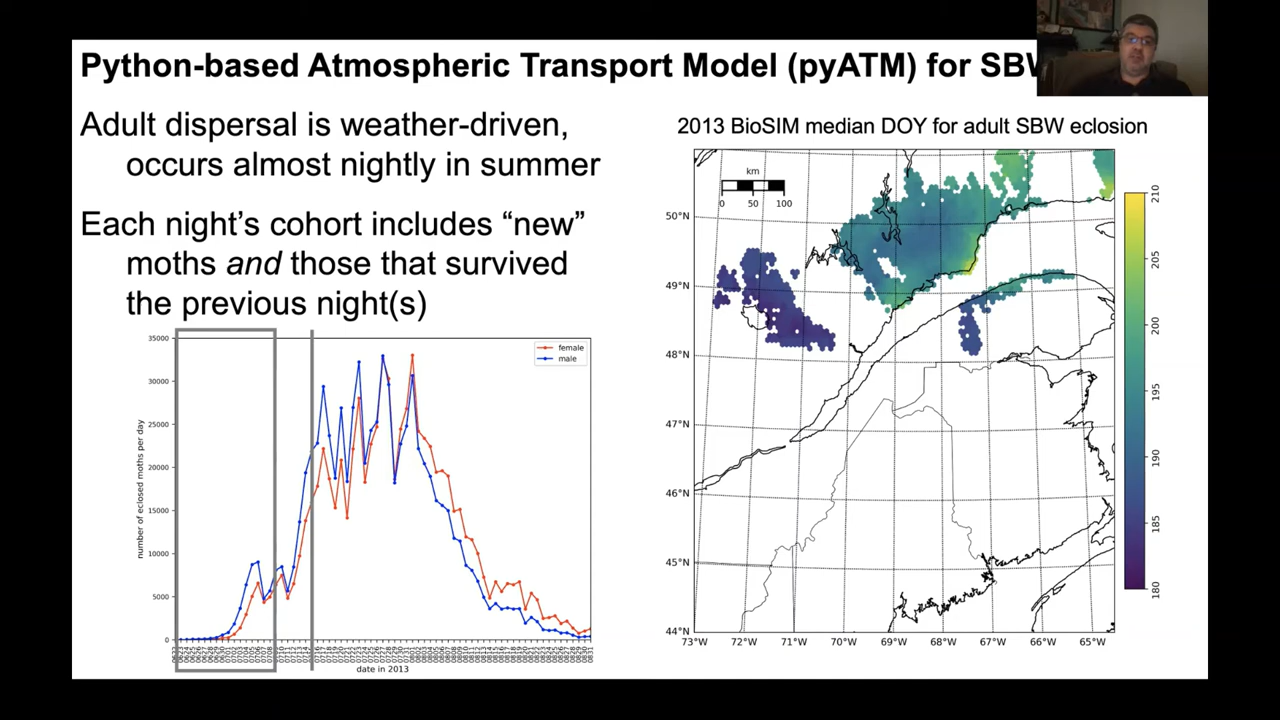 Python-based Atmospheric Transport Model (pyATM) for SBW
Adult dispersal is weather-driven,
occurs almost nightly in summer
Each night's cohort includes “new”
moths and those that survived
the previous night(s)
35000
30000
25000
20000
15000
10000
5000
0
number of eclosed moths per day
female
male
date in 2013
2013 BioSIM median DOY for adult SBW eclosion
km
0 50 100
50°N
49°N
48°N
47°N
46°N
45°N
44°N
73°W 72°W 71°W 70°W 69°W 68°W 67°W 66°W 65°W
210
205
200
195
190
185
180